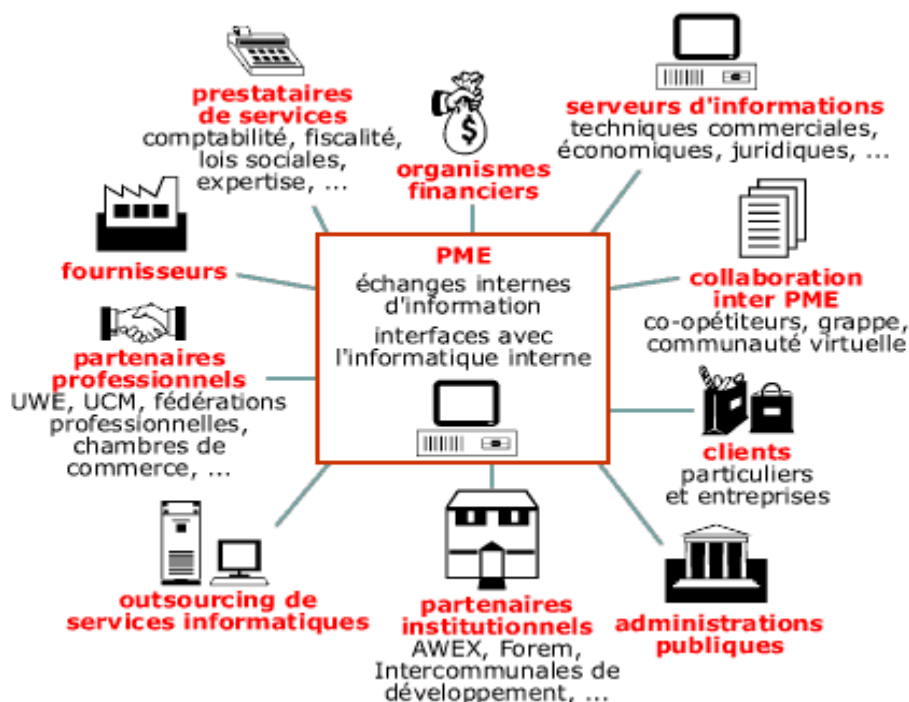 prestataires
de services
comptabilité, fiscalité,
lois sociales,
expertise, ...
organismes
financiers
serveurs d'informations
techniques commerciales,
économiques, juridiques, ...
fournisseurs
PME
échanges internes
d'information
interfaces avec
l'informatique interne
collaboration
inter PME
co-opétiteurs, grappe,
communauté virtuelle
partenaires
professionnels
UWE, UCM, fédérations
professionnelles,
chambres de
commerce, ...
clients
particuliers
et entreprises
outsourcing de
services informatiques
partenaires
institutionnels
AWEX, Forem,
Intercommunales de
développement, ...
administrations
publiques